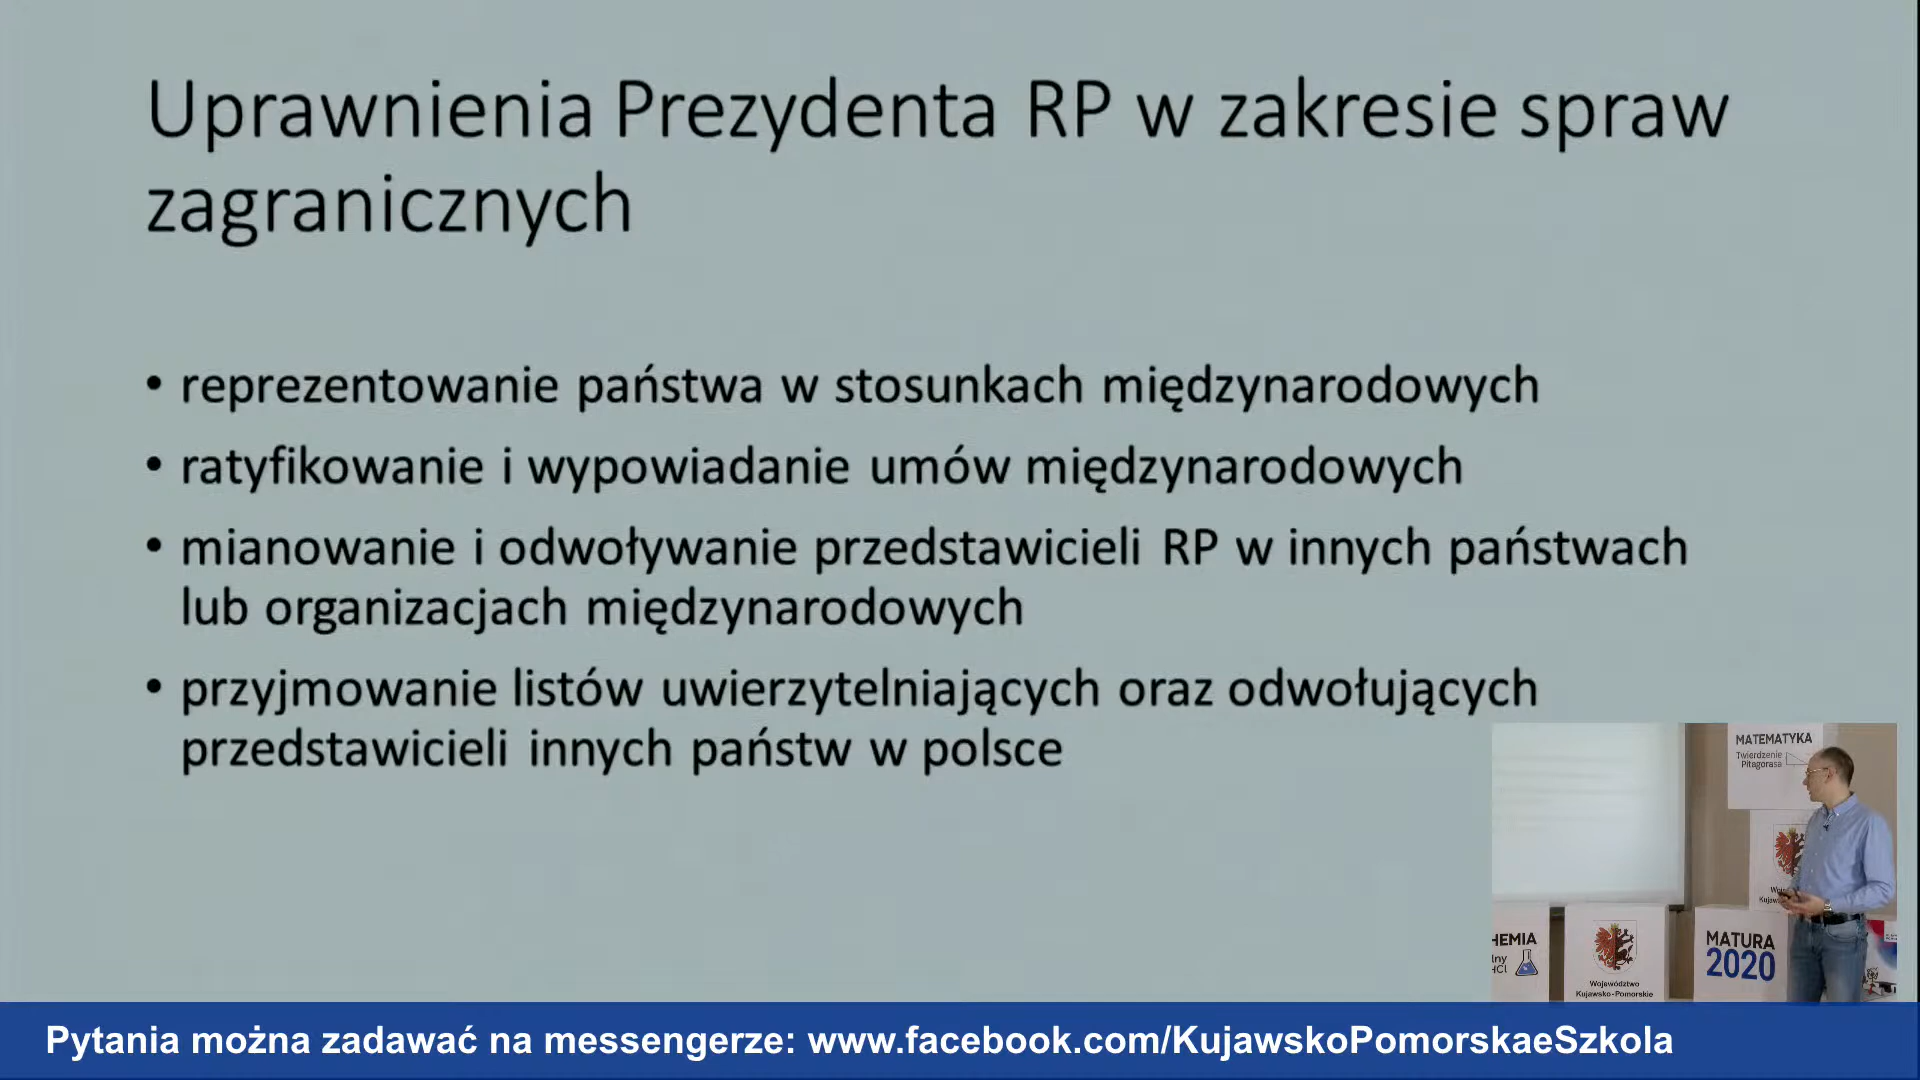 Uprawnienia Prezydenta RP w zakresie spraw
zagranicznych
• reprezentowanie państwa w stosunkach międzynarodowych
• ratyfikowanie i wypowiadanie umów międzynarodowych
• mianowanie i odwoływanie przedstawicieli RP w innych państwach
lub organizacjach międzynarodowych
• przyjmowanie listów uwierzytelniających oraz odwołujących
przedstawicieli innych państw w polsce
MATEMATYKA
Twierdzenie
Pitagorasa
HEMIA
Województwo
Kujawsko-Pomorskie
MATURA
2020
Pytania można zadawać na messengerze: www.facebook.com/KujawskoPomorskaeSzkola